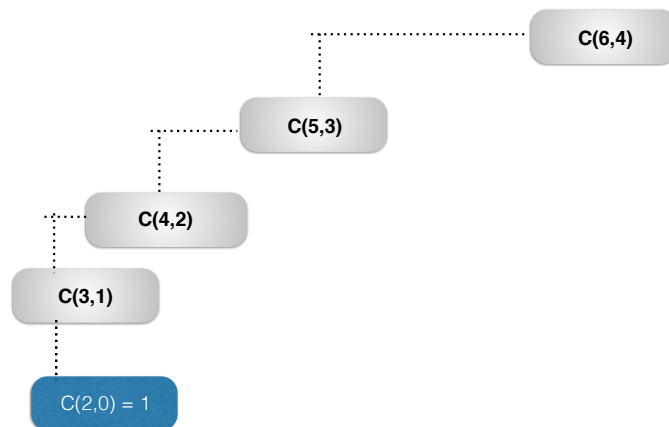 C(6,4)
C(5,3)
C(4,2)
C(3,1)
C(2,0) = 1